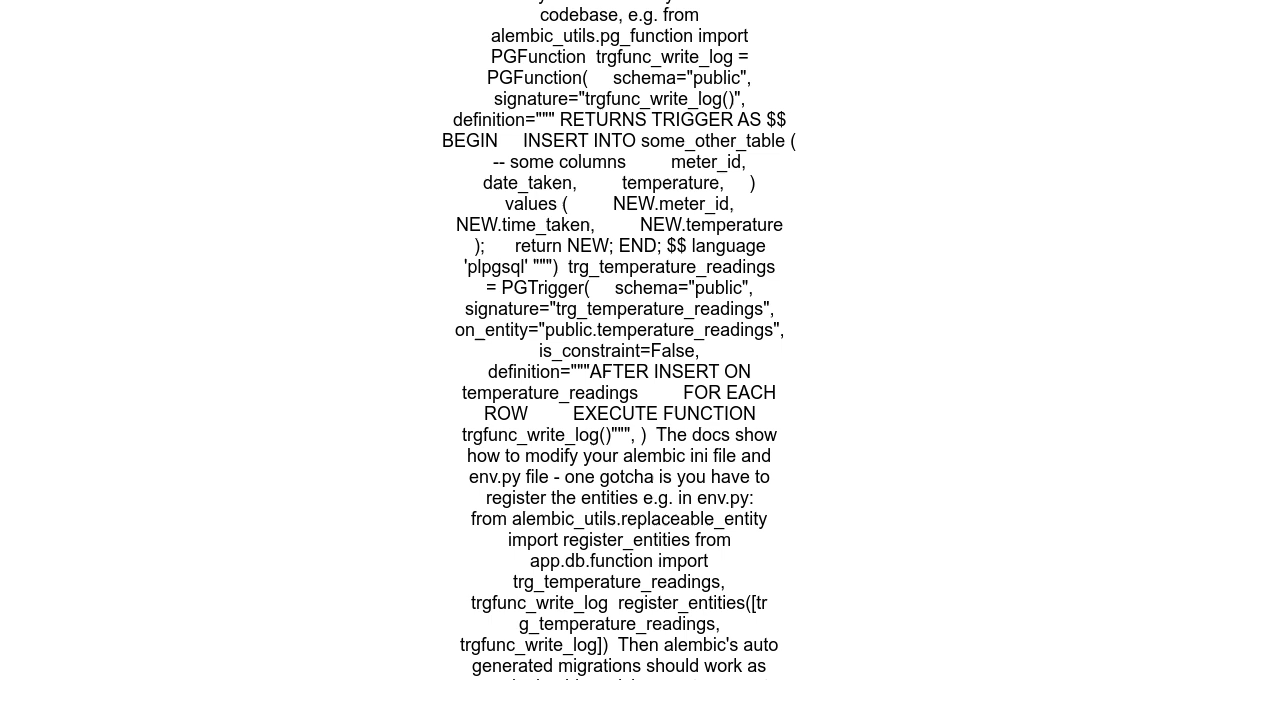 codebase, e.g. from
alembic_utils.pg_function import
PGFunction  trgfunc_write_log =
PGFunction(     schema="public",
signature="trgfunc_write_log()",
definition=""" RETURNS TRIGGER AS $$
BEGIN     INSERT INTO some_other_table (
-- some columns         meter_id,
date_taken,         temperature,     )
values (         NEW.meter_id,
NEW.time_taken,         NEW.temperature
);      return NEW; END; $$ language
'plpgsql' """)  trg_temperature_readings
= PGTrigger(     schema="public",
signature="trg_temperature_readings",
on_entity="public.temperature_readings",
is_constraint=False,
definition="""AFTER INSERT ON
temperature_readings         FOR EACH
ROW         EXECUTE FUNCTION
trgfunc_write_log()""", )  The docs show
how to modify your alembic ini file and
env.py file - one gotcha is you have to
register the entities e.g. in env.py:
from alembic_utils.replaceable_entity
import register_entities from
app.db.function import
trg_temperature_readings,
trgfunc_write_log  register_entities([tr
g_temperature_readings,
trgfunc_write_log])  Then alembic's auto
generated migrations should work as